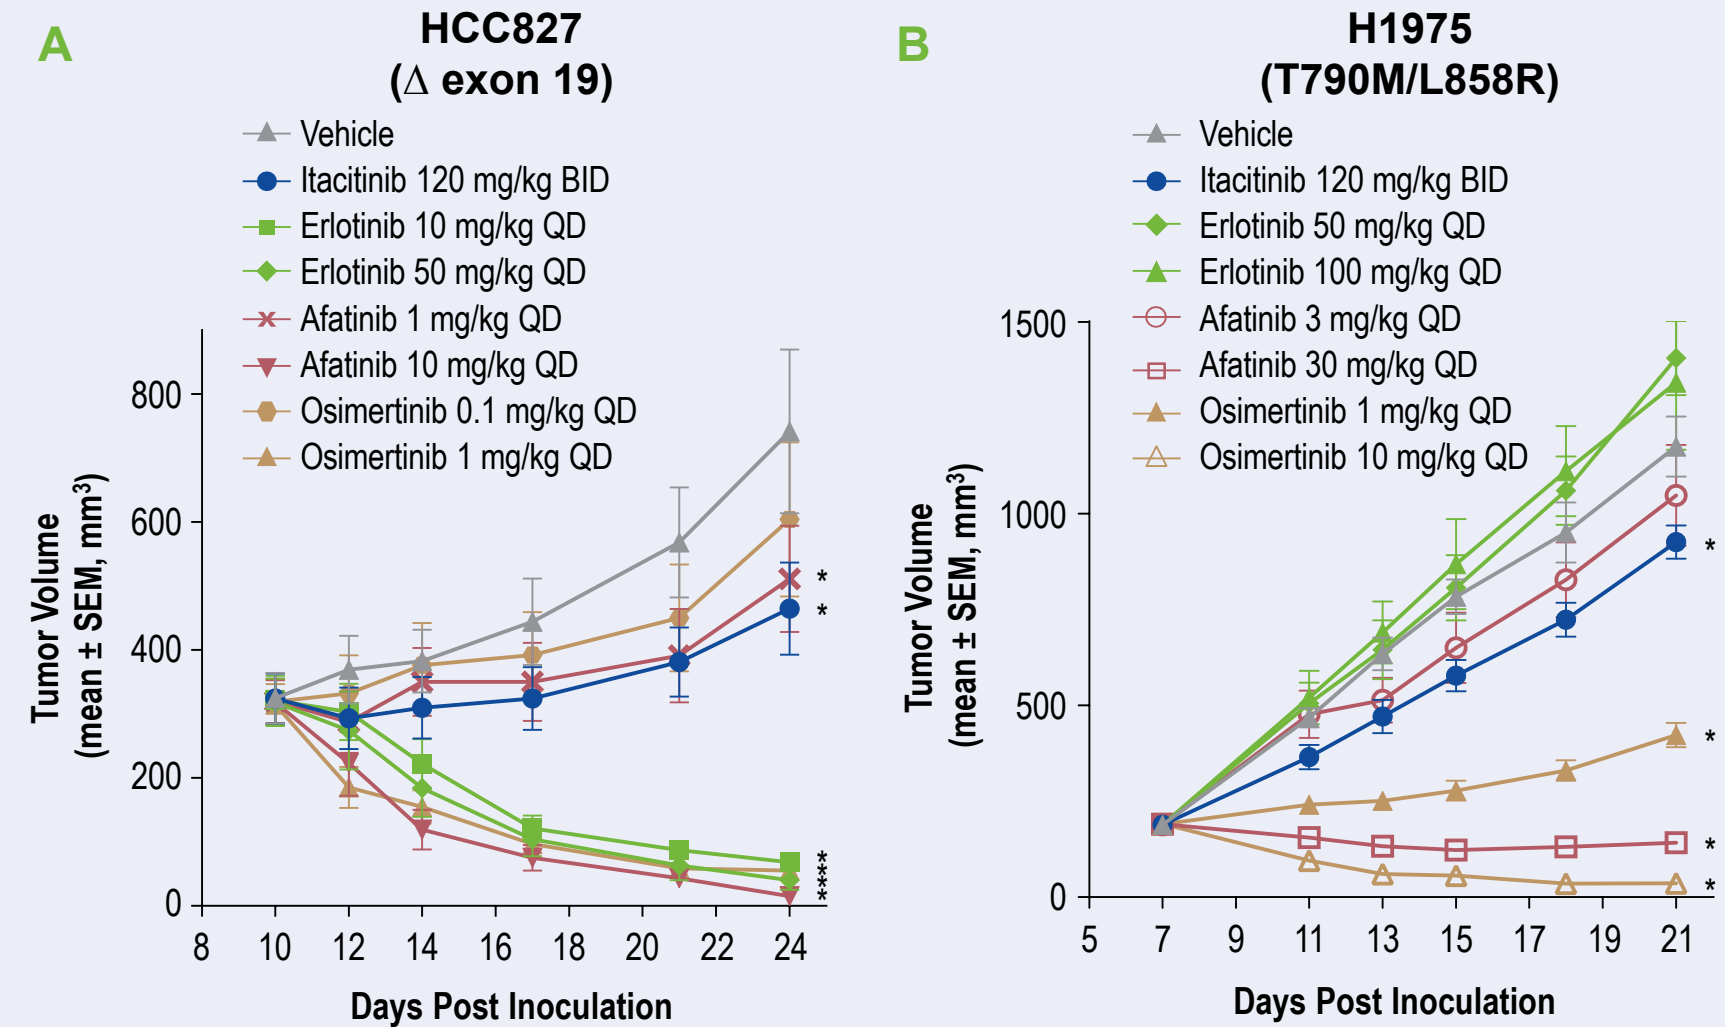 A
HCC827
(Δ exon 19)
Vehicle
Itacitinib 120 mg/kg BID
Erlotinib 10 mg/kg QD
Erlotinib 50 mg/kg QD
Afatinib 1 mg/kg QD
Afatinib 10 mg/kg QD
Osimertinib 0.1 mg/kg QD
Osimertinib 1 mg/kg QD
Tumor Volume
(mean ± SEM, mm³)
800
600
400
200
0
*
*
*
*
*
*
8 10 12 14 16 18 20 22 24
Days Post Inoculation
B
H1975
(T790M/L858R)
Vehicle
Itacitinib 120 mg/kg BID
Erlotinib 50 mg/kg QD
Erlotinib 100 mg/kg QD
Afatinib 3 mg/kg QD
Afatinib 30 mg/kg QD
Osimertinib 1 mg/kg QD
Osimertinib 10 mg/kg QD
Tumor Volume
(mean ± SEM, mm³)
1500
1000
500
0
*
*
*
*
5 7 9 11 13 15 17 19 21
Days Post Inoculation